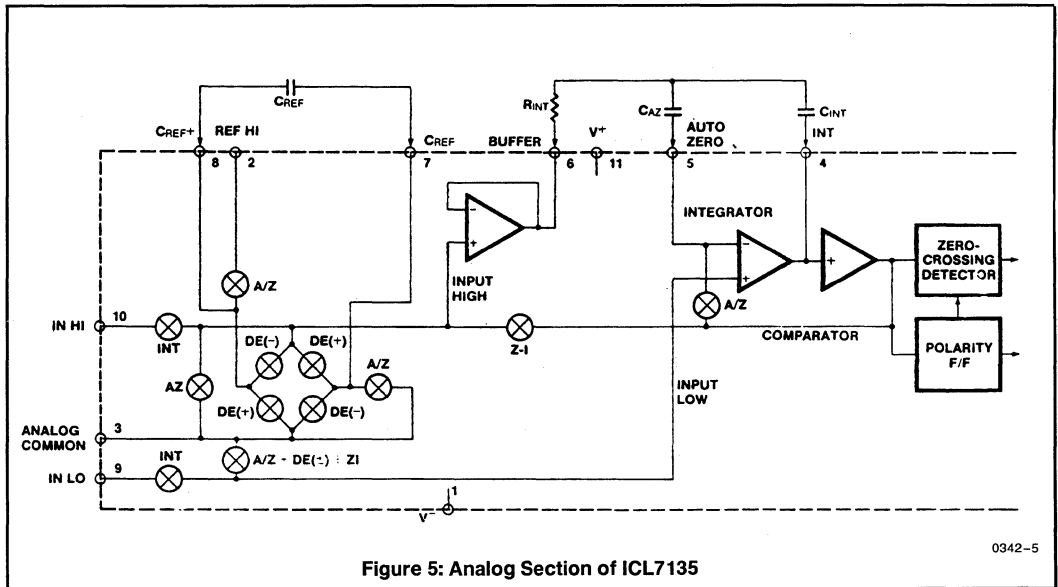 CREF
CREF+
REF HI
8
2
CREF
7
BUFFER
6
RINT
V+
11
CAZ
AUTO
ZERO
5
CINT
INT
4
INTEGRATOR
-
+
-
+
+
ZERO-
CROSSING
DETECTOR
A/Z
INPUT
HIGH
A/Z
IN HI
10
INT
DE(-)
DE(+)
Z-I
COMPARATOR
POLARITY
F/F
AZ
A/Z
DE(+)
DE(-)
INPUT
LOW
ANALOG
COMMON
3
A/Z - DE(±) : ZI
IN LO
9
INT
1
V-
0342-5
Figure 5: Analog Section of ICL7135